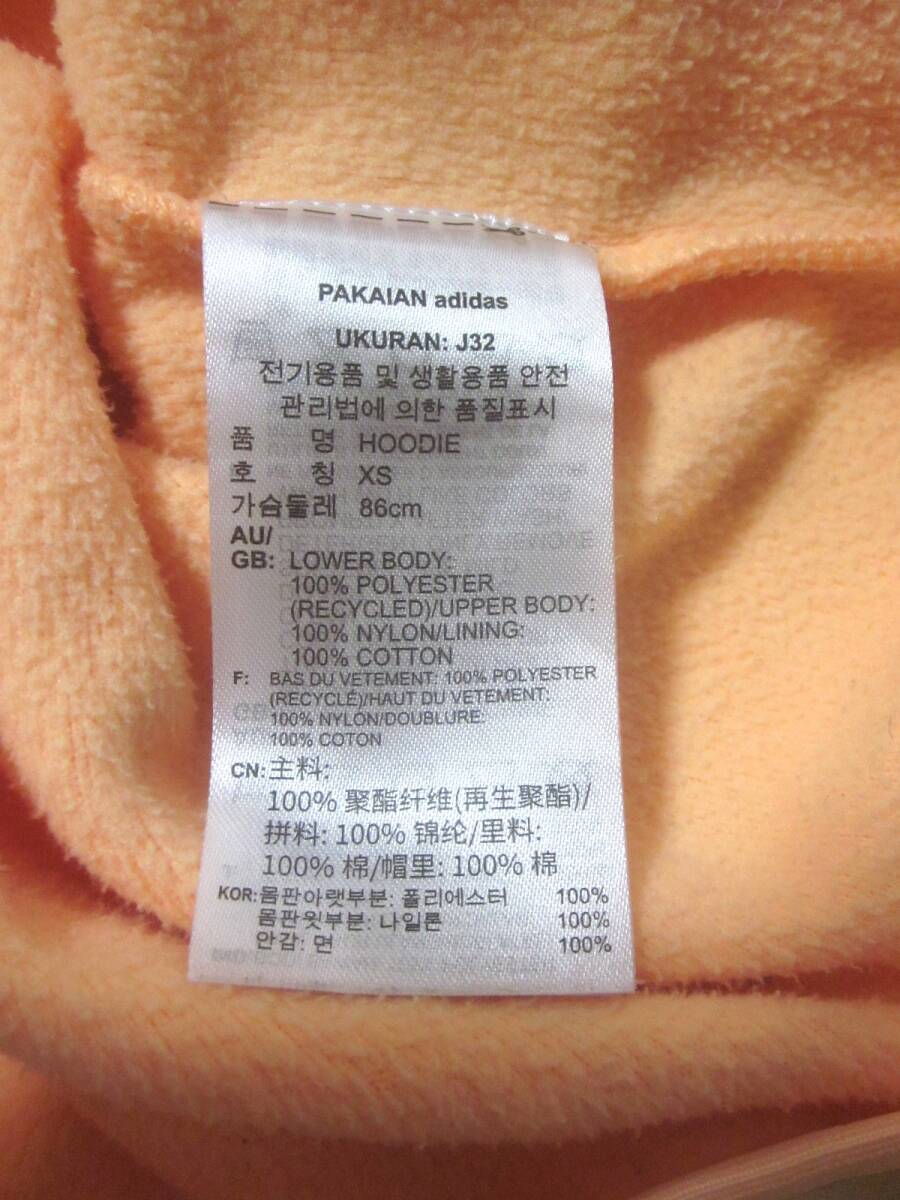 PAKAIAN adidas
UKURAN: J32
전기용품 및 생활용품 안전
관리법에 의한 품질표시
품 명 HOODIE
호 칭 XS
가슴둘레 86cm
AU/
GB: LOWER BODY:
100% POLYESTER
(RECYCLED)/UPPER BODY:
100% NYLON/LINING:
100% COTTON
F: BAS DU VETEMENT: 100% POLYESTER
(RECYCLÉ)/HAUT DU VETEMENT:
100% NYLON/DOUBLURE:
100% COTON
CN: 主料:
100% 聚酯纤维(再生聚酯)/
拼料: 100% 锦纶/里料:
100% 棉/帽里: 100% 棉
KOR: 몸판아랫부분: 폴리에스터 100%
몸판윗부분: 나일론 100%
안감: 면 100%